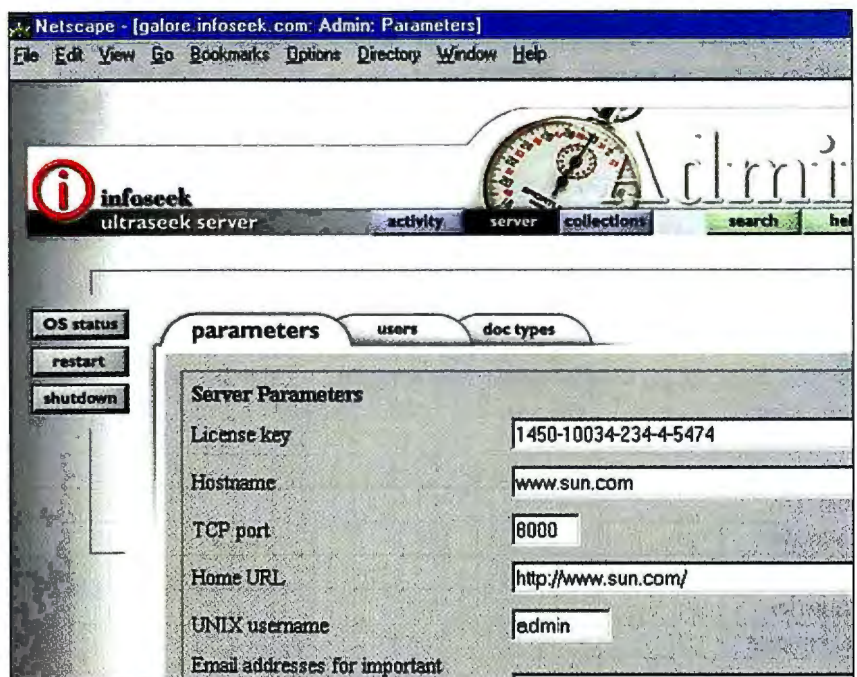 Netscape - [galore.infoseek.com: Admin: Parameters]
File Edit View Go Bookmarks Options Directory Window Help
Admi
infoseek
ultraseek server
activity server collections search hel
OS status
restart
shutdown
parameters users doc types
Server Parameters
License key 1450-10034-234-4-5474
Hostname www.sun.com
TCP port 8000
Home URL http://www.sun.com/
UNIX username admin
Email addresses for important